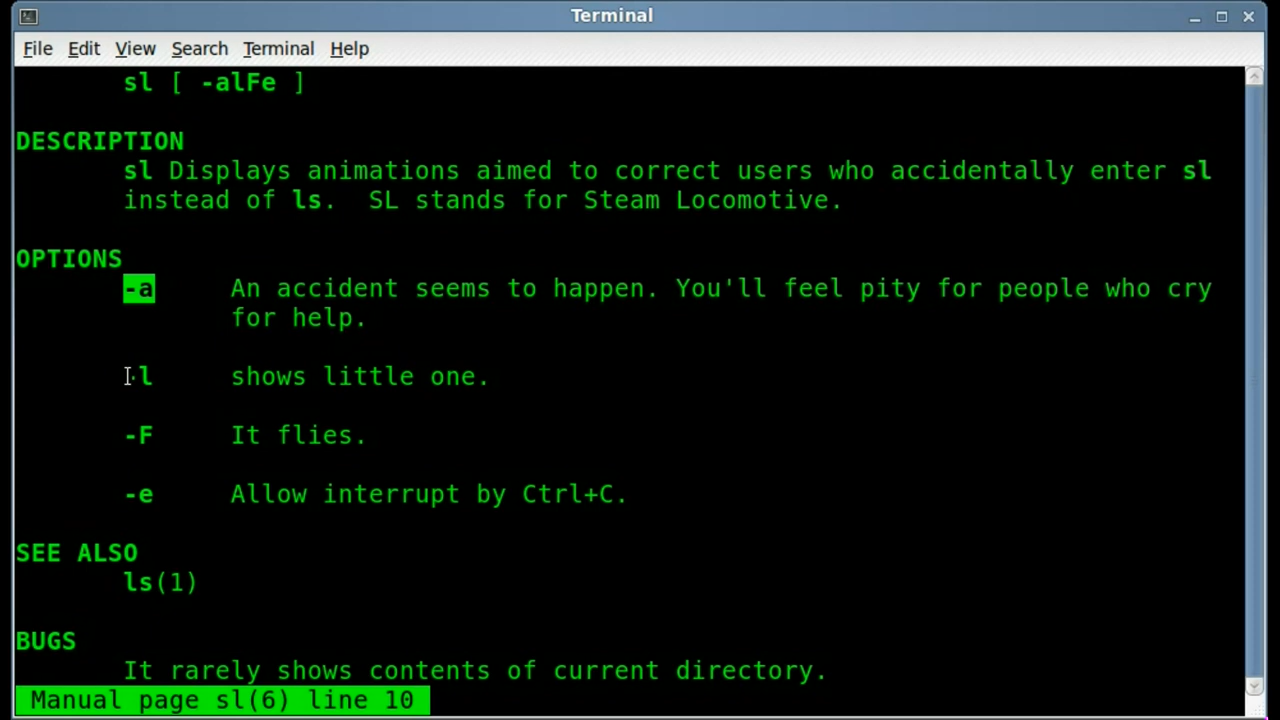 Terminal
File Edit View Search Terminal Help
sl [ -alFe ]
DESCRIPTION
sl Displays animations aimed to correct users who accidentally enter sl
instead of ls.  SL stands for Steam Locomotive.
OPTIONS
-a     An accident seems to happen. You'll feel pity for people who cry
for help.
-l     shows little one.
-F     It flies.
-e     Allow interrupt by Ctrl+C.
SEE ALSO
ls(1)
BUGS
It rarely shows contents of current directory.
Manual page sl(6) line 10